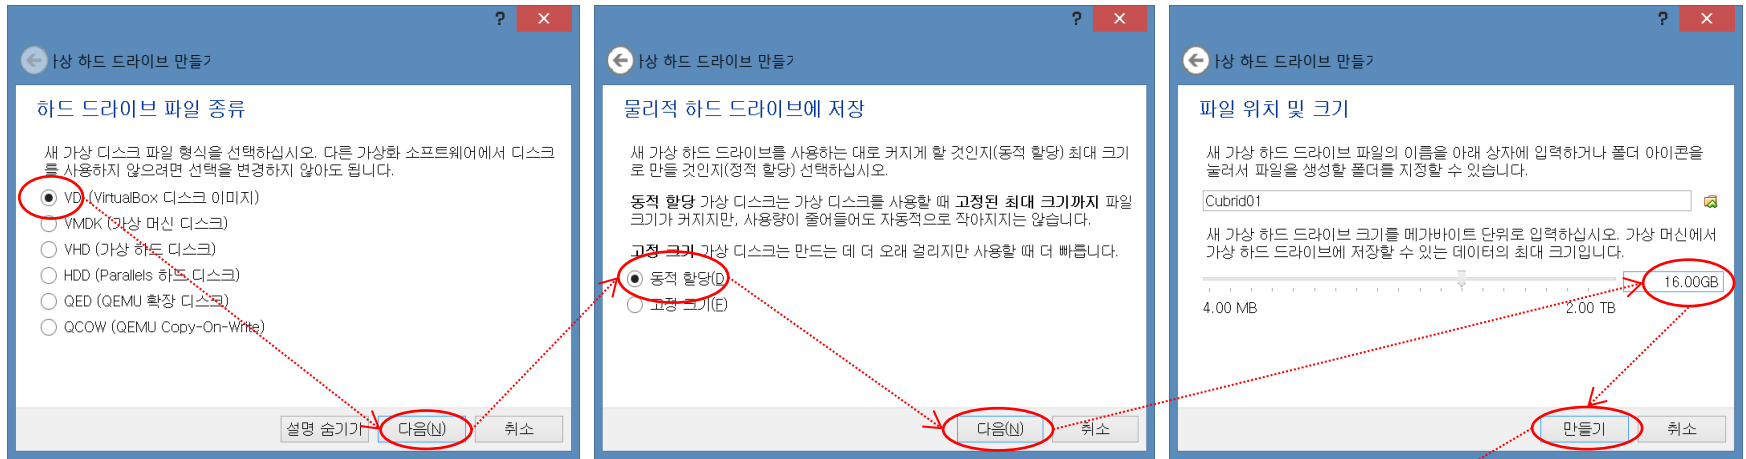 ?
상 하드 드라이브 만들
하드 드라이브 파일 종류
새 가상 디스크 파일 형식을 선택하십시오. 다른 가상화 소프트웨어에서 디스크
를 사용하지 않으려면 선택을 변경하지 않아도 됩니다.
VDI (VirtualBox 디스크 이미지)
VMDK (가상 머신 디스크)
VHD (가상 하드 디스크)
HDD (Parallels 하드 디스크)
QED (QEMU 확장 디스크)
QCOW (QEMU Copy-On-Write)
설명 숨기기
다음(N)
취소
?
상 하드 드라이브 만들
물리적 하드 드라이브에 저장
새 가상 하드 드라이브를 사용하는 대로 커지게 할 것인지(동적 할당) 최대 크기
로 만들 것인지(정적 할당) 선택하십시오.
동적 할당 가상 디스크는 가상 디스크를 사용할 때 고정된 최대 크기까지 파일
크기가 커지지만, 사용량이 줄어들어도 자동적으로 작아지지는 않습니다.
고정 크기 가상 디스크는 만드는 데 더 오래 걸리지만 사용할 때 더 빠릅니다.
동적 할당(D)
고정 크기(F)
다음(N)
취소
?
상 하드 드라이브 만들
파일 위치 및 크기
새 가상 하드 드라이브 파일의 이름을 아래 상자에 입력하거나 폴더 아이콘을
눌러서 파일을 생성할 폴더를 지정할 수 있습니다.
Cubrid01
새 가상 하드 드라이브 크기를 메가바이트 단위로 입력하십시오. 가상 머신에서
가상 하드 드라이브에 저장할 수 있는 데이터의 최대 크기입니다.
16.00GB
4.00 MB
2.00 TB
만들기
취소